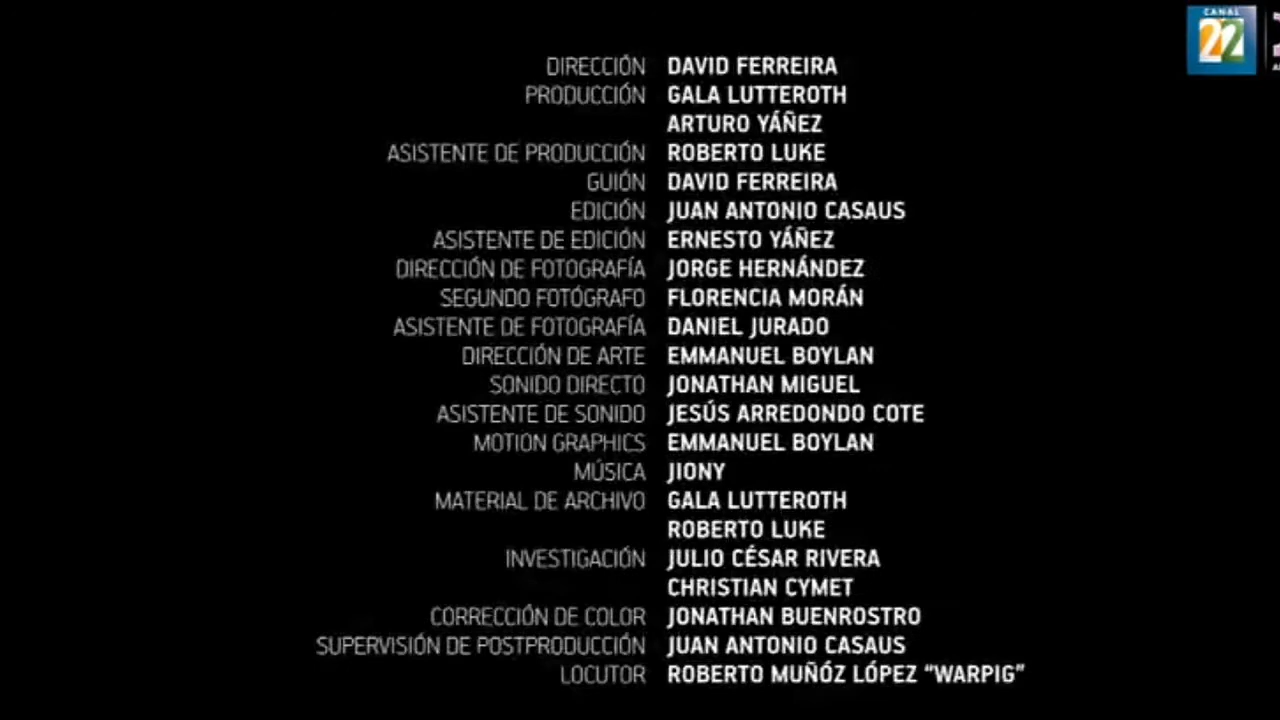 CANAL
22
DIRECCIÓN DAVID FERREIRA
PRODUCCIÓN GALA LUTTEROTH
ARTURO YÁÑEZ
ASISTENTE DE PRODUCCIÓN ROBERTO LUKE
GUIÓN DAVID FERREIRA
EDICIÓN JUAN ANTONIO CASAUS
ASISTENTE DE EDICIÓN ERNESTO YÁÑEZ
DIRECCIÓN DE FOTOGRAFÍA JORGE HERNÁNDEZ
SEGUNDO FOTÓGRAFO FLORENCIA MORÁN
ASISTENTE DE FOTOGRAFÍA DANIEL JURADO
DIRECCIÓN DE ARTE EMMANUEL BOYLAN
SONIDO DIRECTO JONATHAN MIGUEL
ASISTENTE DE SONIDO JESÚS ARREDONDO COTE
MOTION GRAPHICS EMMANUEL BOYLAN
MÚSICA JIONY
MATERIAL DE ARCHIVO GALA LUTTEROTH
ROBERTO LUKE
INVESTIGACIÓN JULIO CÉSAR RIVERA
CHRISTIAN CYMET
CORRECCIÓN DE COLOR JONATHAN BUENROSTRO
SUPERVISIÓN DE POSTPRODUCCIÓN JUAN ANTONIO CASAUS
LOCUTOR ROBERTO MUÑÓZ LÓPEZ “WARPIG”